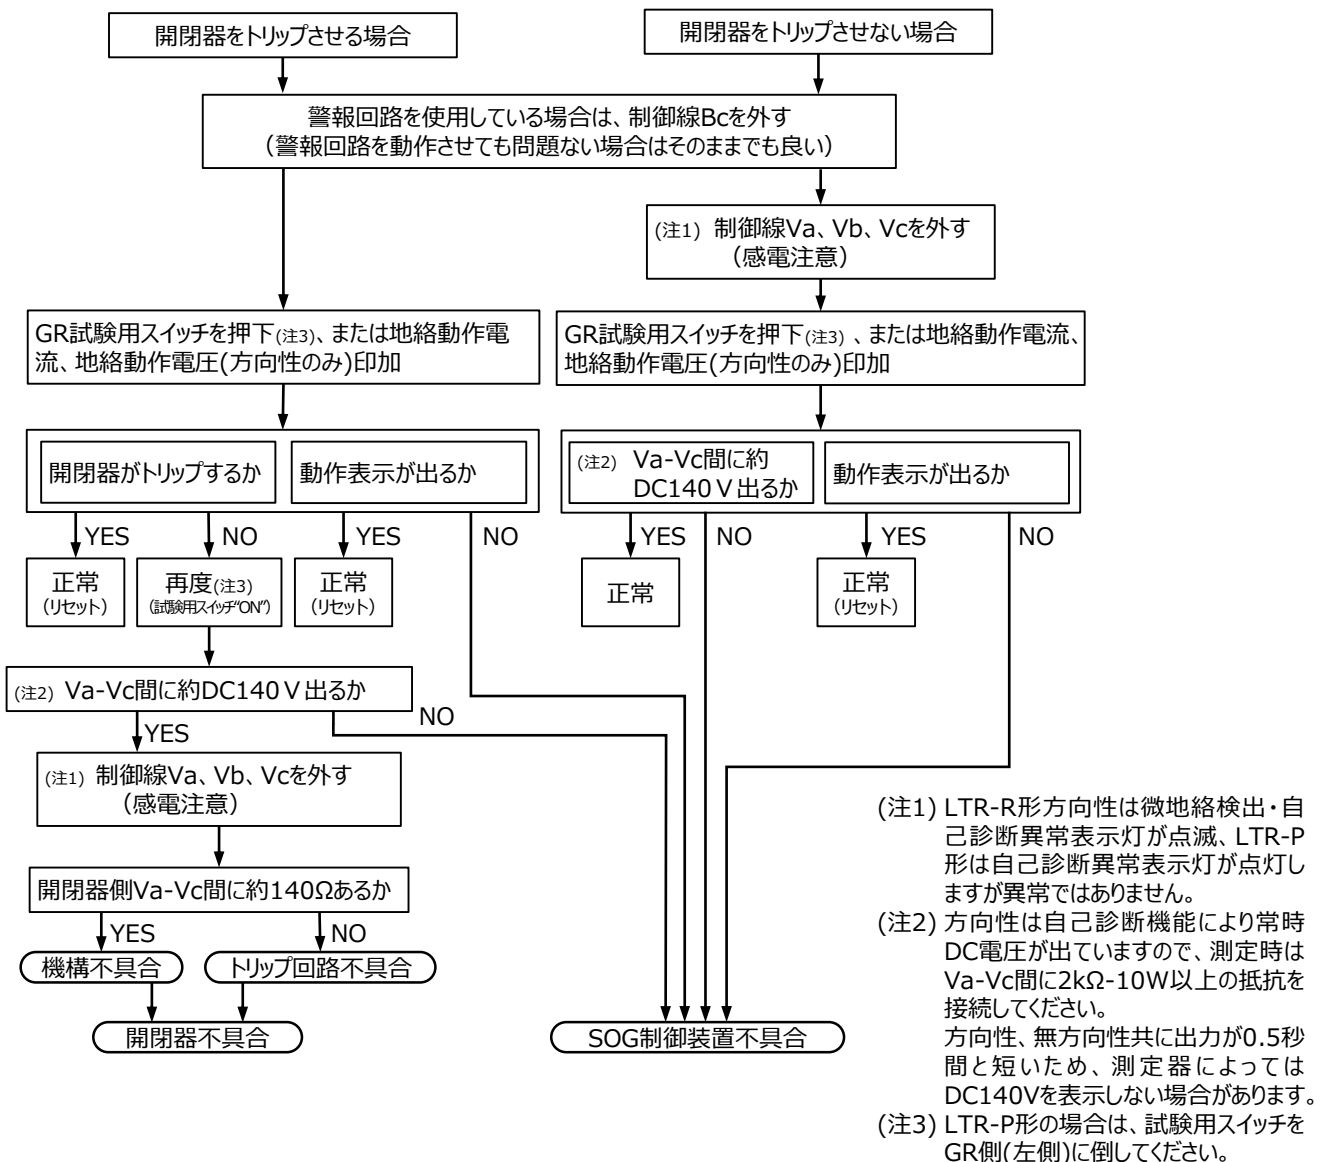 開閉器をトリップさせる場合
開閉器をトリップさせない場合
警報回路を使用している場合は、制御線Bcを外す
（警報回路を動作させても問題ない場合はそのままでも良い）
(注1) 制御線Va、Vb、Vcを外す
（感電注意）
GR試験用スイッチを押下(注3)、または地絡動作電
流、地絡動作電圧(方向性のみ)印加
GR試験用スイッチを押下(注3) 、または地絡動作電流、
地絡動作電圧(方向性のみ)印加
開閉器がトリップするか
動作表示が出るか
(注2) Va-Vc間に約
DC140Ｖ出るか
動作表示が出るか
YES
NO
YES
NO
YES
NO
YES
NO
正常
(リセット)
再度(注3)
(試験用スイッチ“ON”)
正常
(リセット)
正常
正常
(リセット)
(注2) Va-Vc間に約DC140Ｖ出るか
YES
NO
(注1) 制御線Va、Vb、Vcを外す
（感電注意）
開閉器側Va-Vc間に約140Ωあるか
YES
NO
機構不具合
トリップ回路不具合
開閉器不具合
SOG制御装置不具合
(注1) LTR-R形方向性は微地絡検出・自
己診断異常表示灯が点滅、LTR-P
形は自己診断異常表示灯が点灯し
ますが異常ではありません。
(注2) 方向性は自己診断機能により常時
DC電圧が出ていますので、測定時は
Va-Vc間に2kΩ-10W以上の抵抗を
接続してください。
方向性、無方向性共に出力が0.5秒
間と短いため、測定器によっては
DC140Vを表示しない場合があります。
(注3) LTR-P形の場合は、試験用スイッチを
GR側(左側)に倒してください。